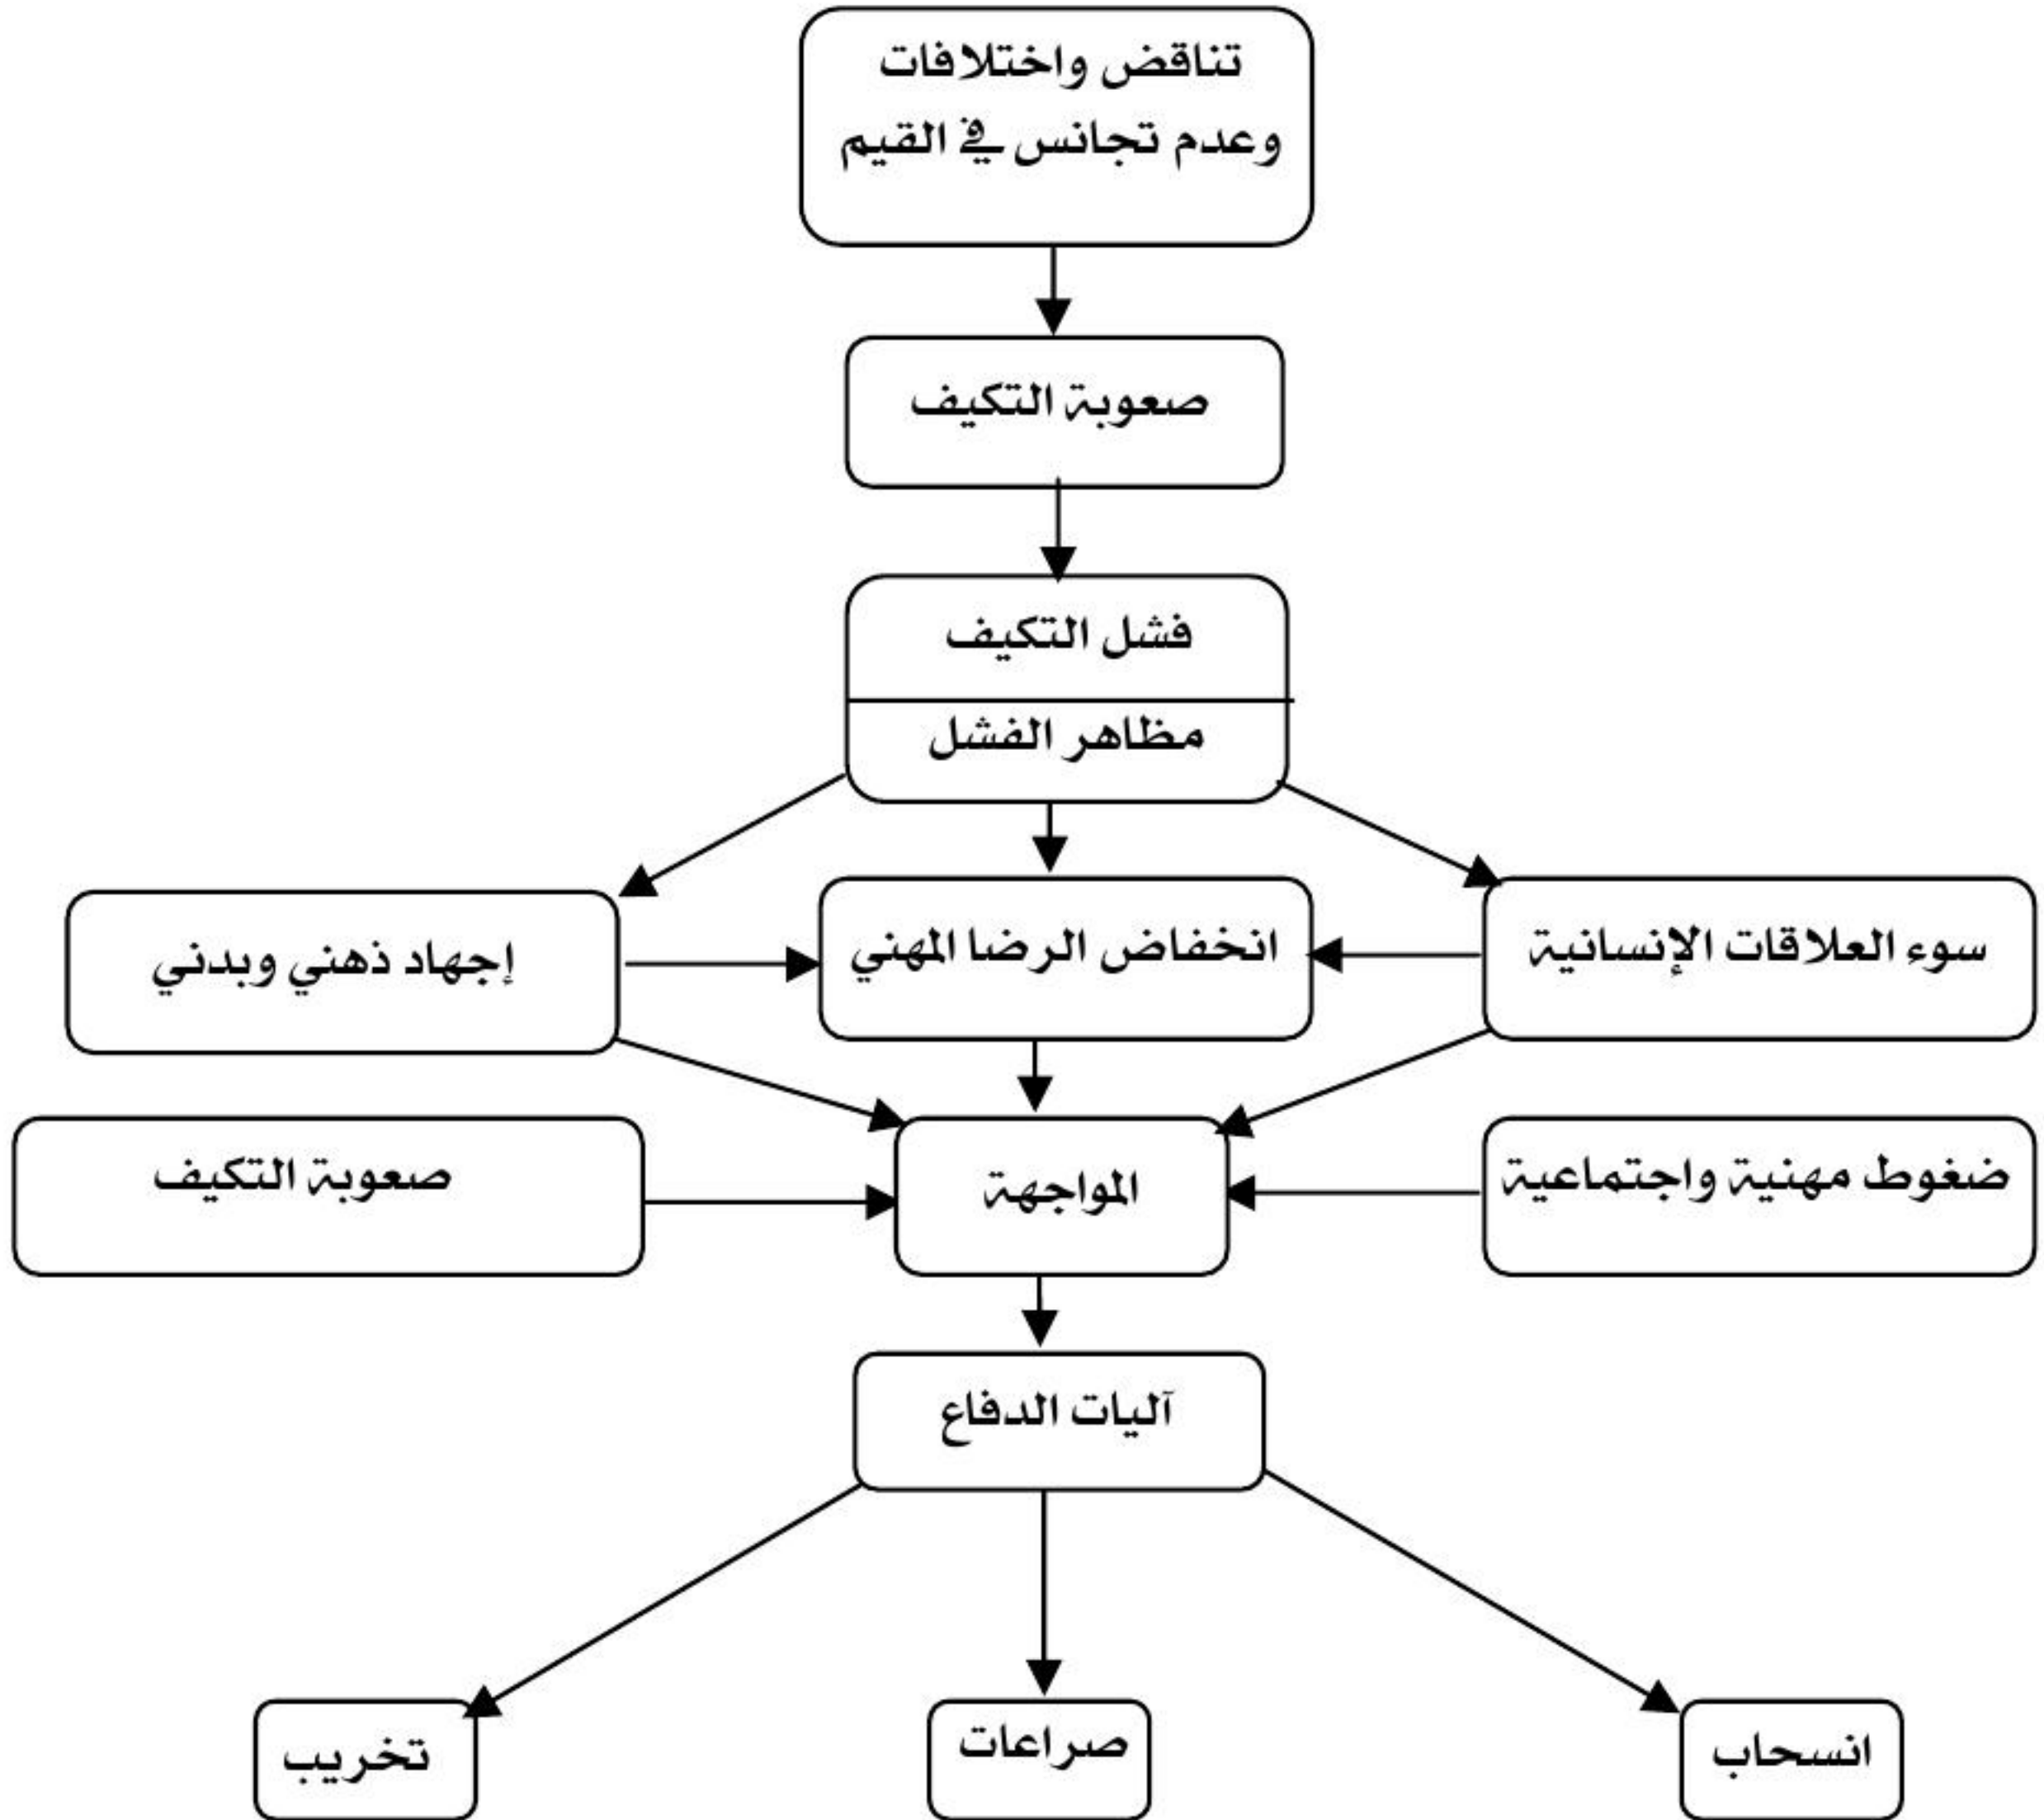 تناقض واختلافات
وعدم تجانس في القيم
صعوبة التكيف
فشل التكيف
مظاهر الفشل
سوء العلاقات الإنسانية
انخفاض الرضا المهني
إجهاد ذهني وبدني
ضغوط مهنية واجتماعية
المواجهة
صعوبة التكيف
آليات الدفاع
انسحاب
صراعات
تخريب